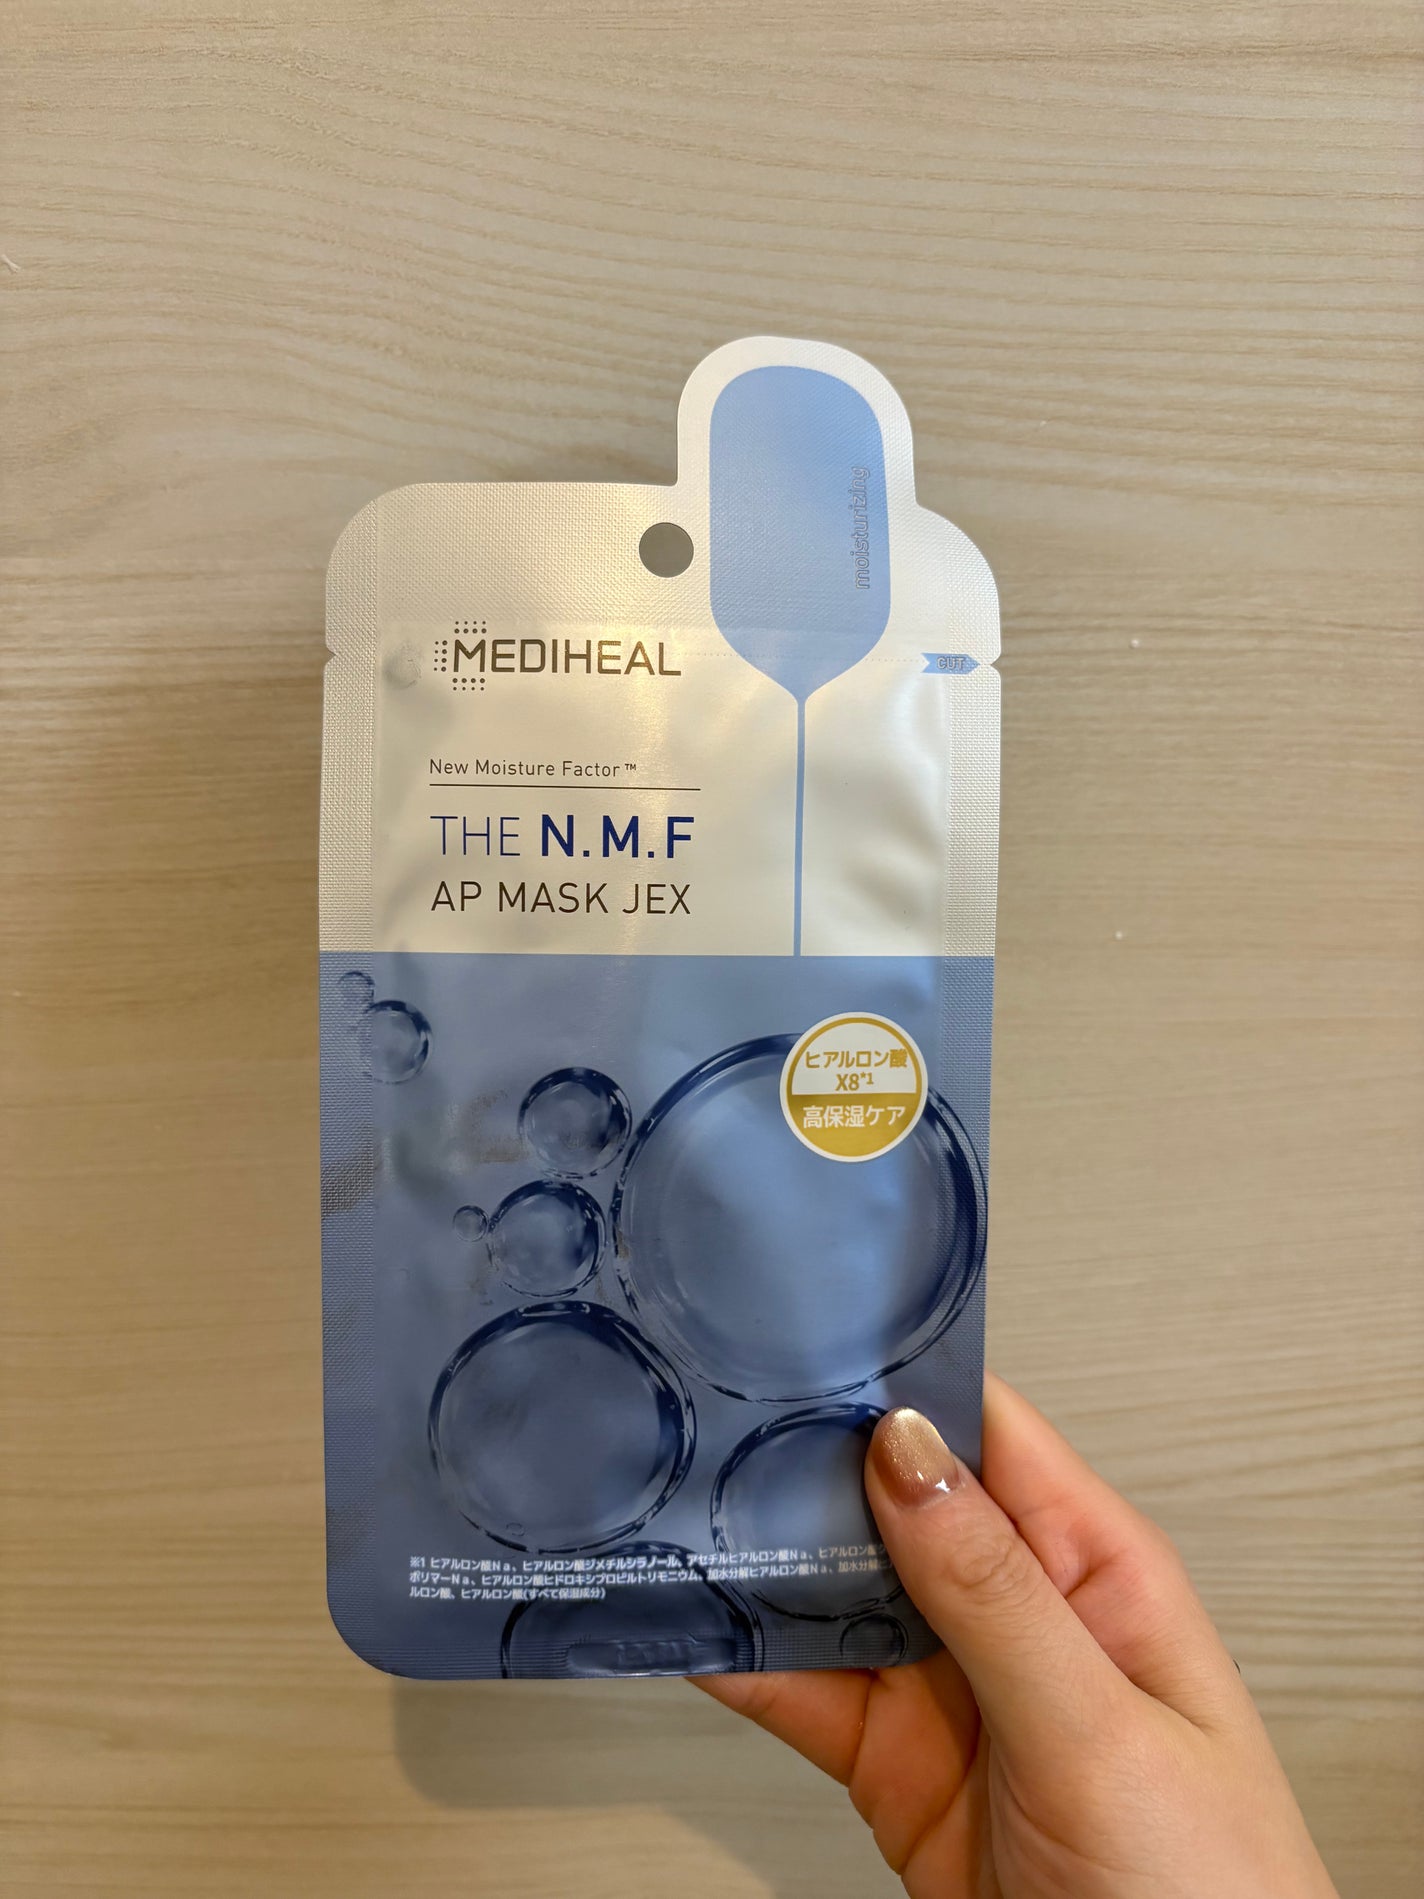 moisturizing
MEDIHEAL
CUT
New Moisture Factor™
THE N.M.F
AP MASK JEX
ヒアルロン酸
X8*1
高保湿ケア
※1 ヒアルロン酸Na、ヒアルロン酸ジメチルシラノール、アセチルヒアルロン酸Na、ヒアルロン酸
ポリマーNa、ヒアルロン酸ヒドロキシプロピルトリモニウム、加水分解ヒアルロン酸Na、加水分解
ルロン酸、ヒアルロン酸(すべて保湿成分)